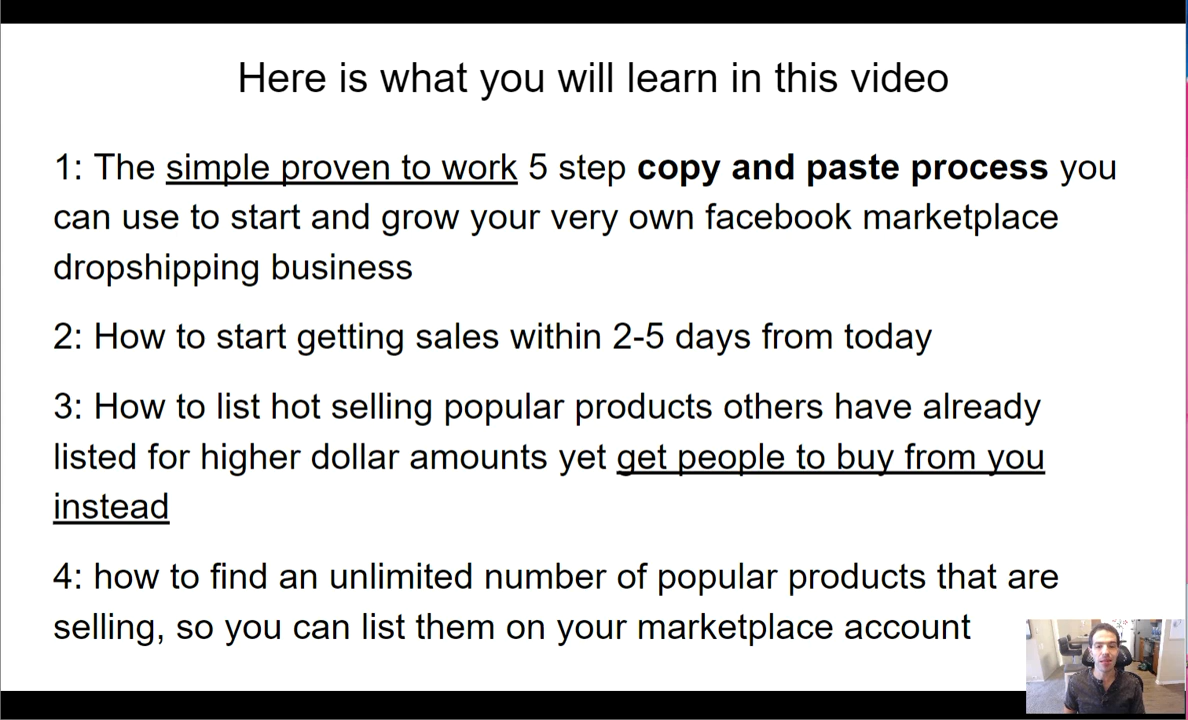 Here is what you will learn in this video
1: The simple proven to work 5 step copy and paste process you
can use to start and grow your very own facebook marketplace
dropshipping business
2: How to start getting sales within 2-5 days from today
3: How to list hot selling popular products others have already
listed for higher dollar amounts yet get people to buy from you
instead
4: how to find an unlimited number of popular products that are
selling, so you can list them on your marketplace account